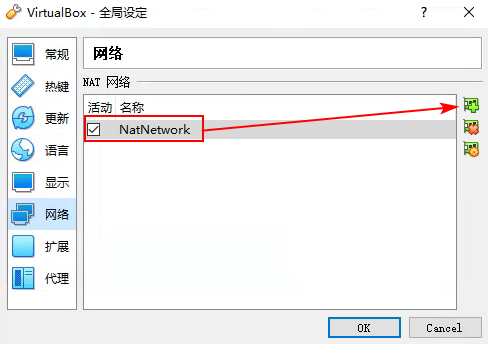 VirtualBox - 全局设定
常规
热键
更新
语言
显示
网络
扩展
代理
网络
NAT 网络
活动 名称
NatNetwork
OK Cancel